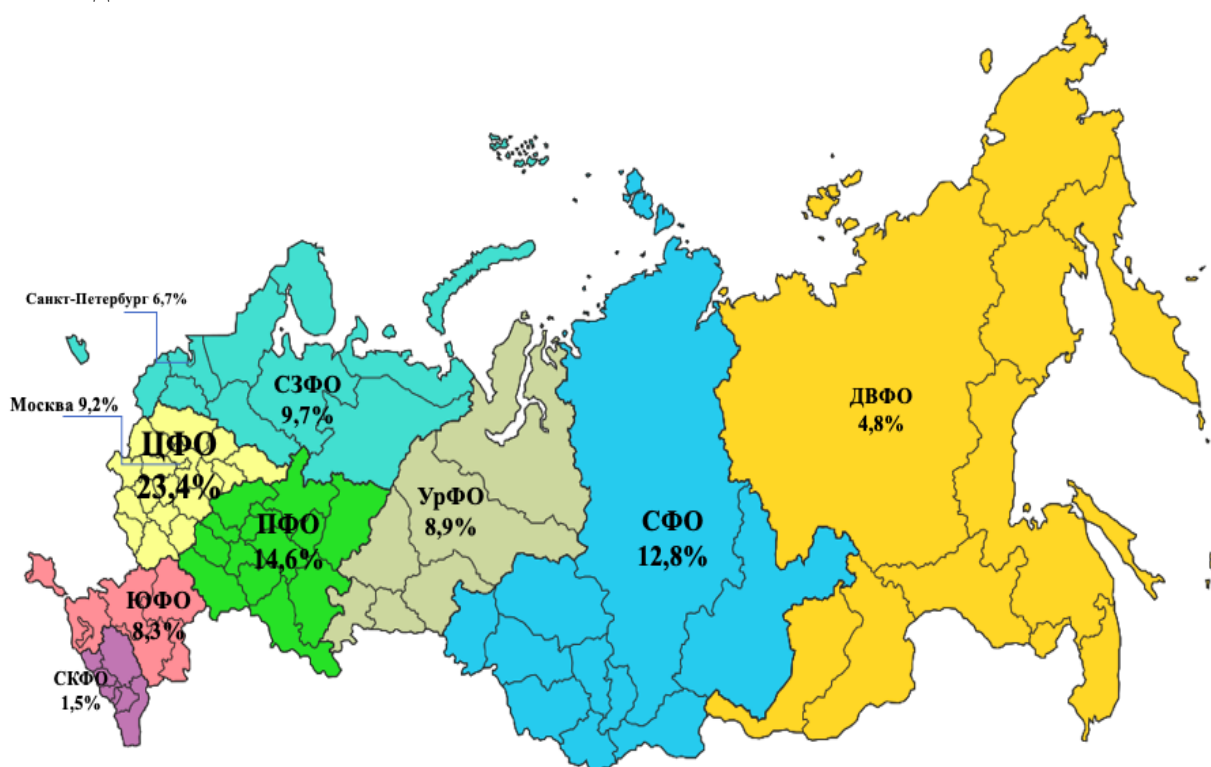 Санкт-Петербург 6,7%
Москва 9,2%
СЗФО
9,7%
ЦФО
23,4%
ДВФО
4,8%
УрФО
8,9%
ПФО
14,6%
СФО
12,8%
ЮФО
8,3%
СКФО
1,5%